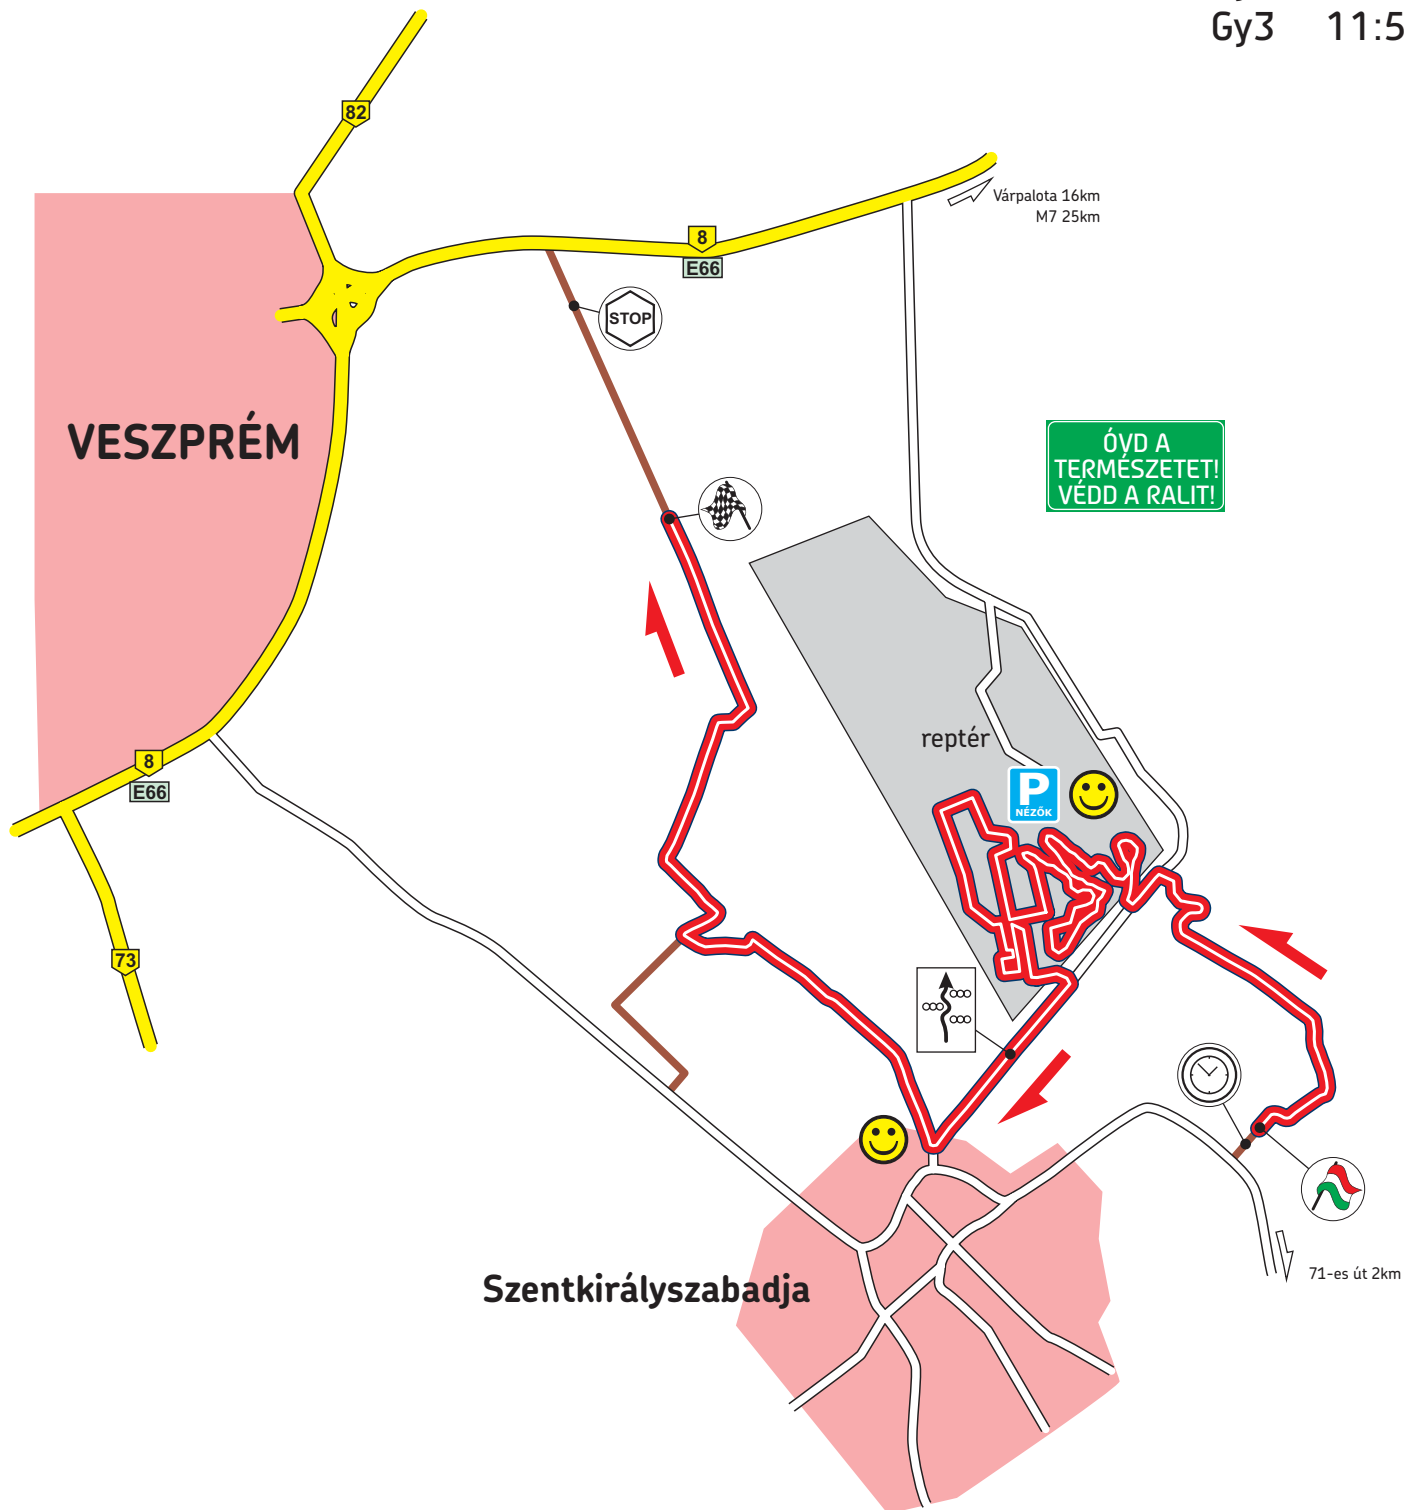 Gy3 11:5
82
Várpalota 16km
M7 25km
8
E66
STOP
VESZPRÉM
ÓVD A
TERMÉSZETET!
VÉDD A RALIT!
reptér
8
E66
P
NÉZŐK
73
Szentkirályszabadja
71-es út 2km